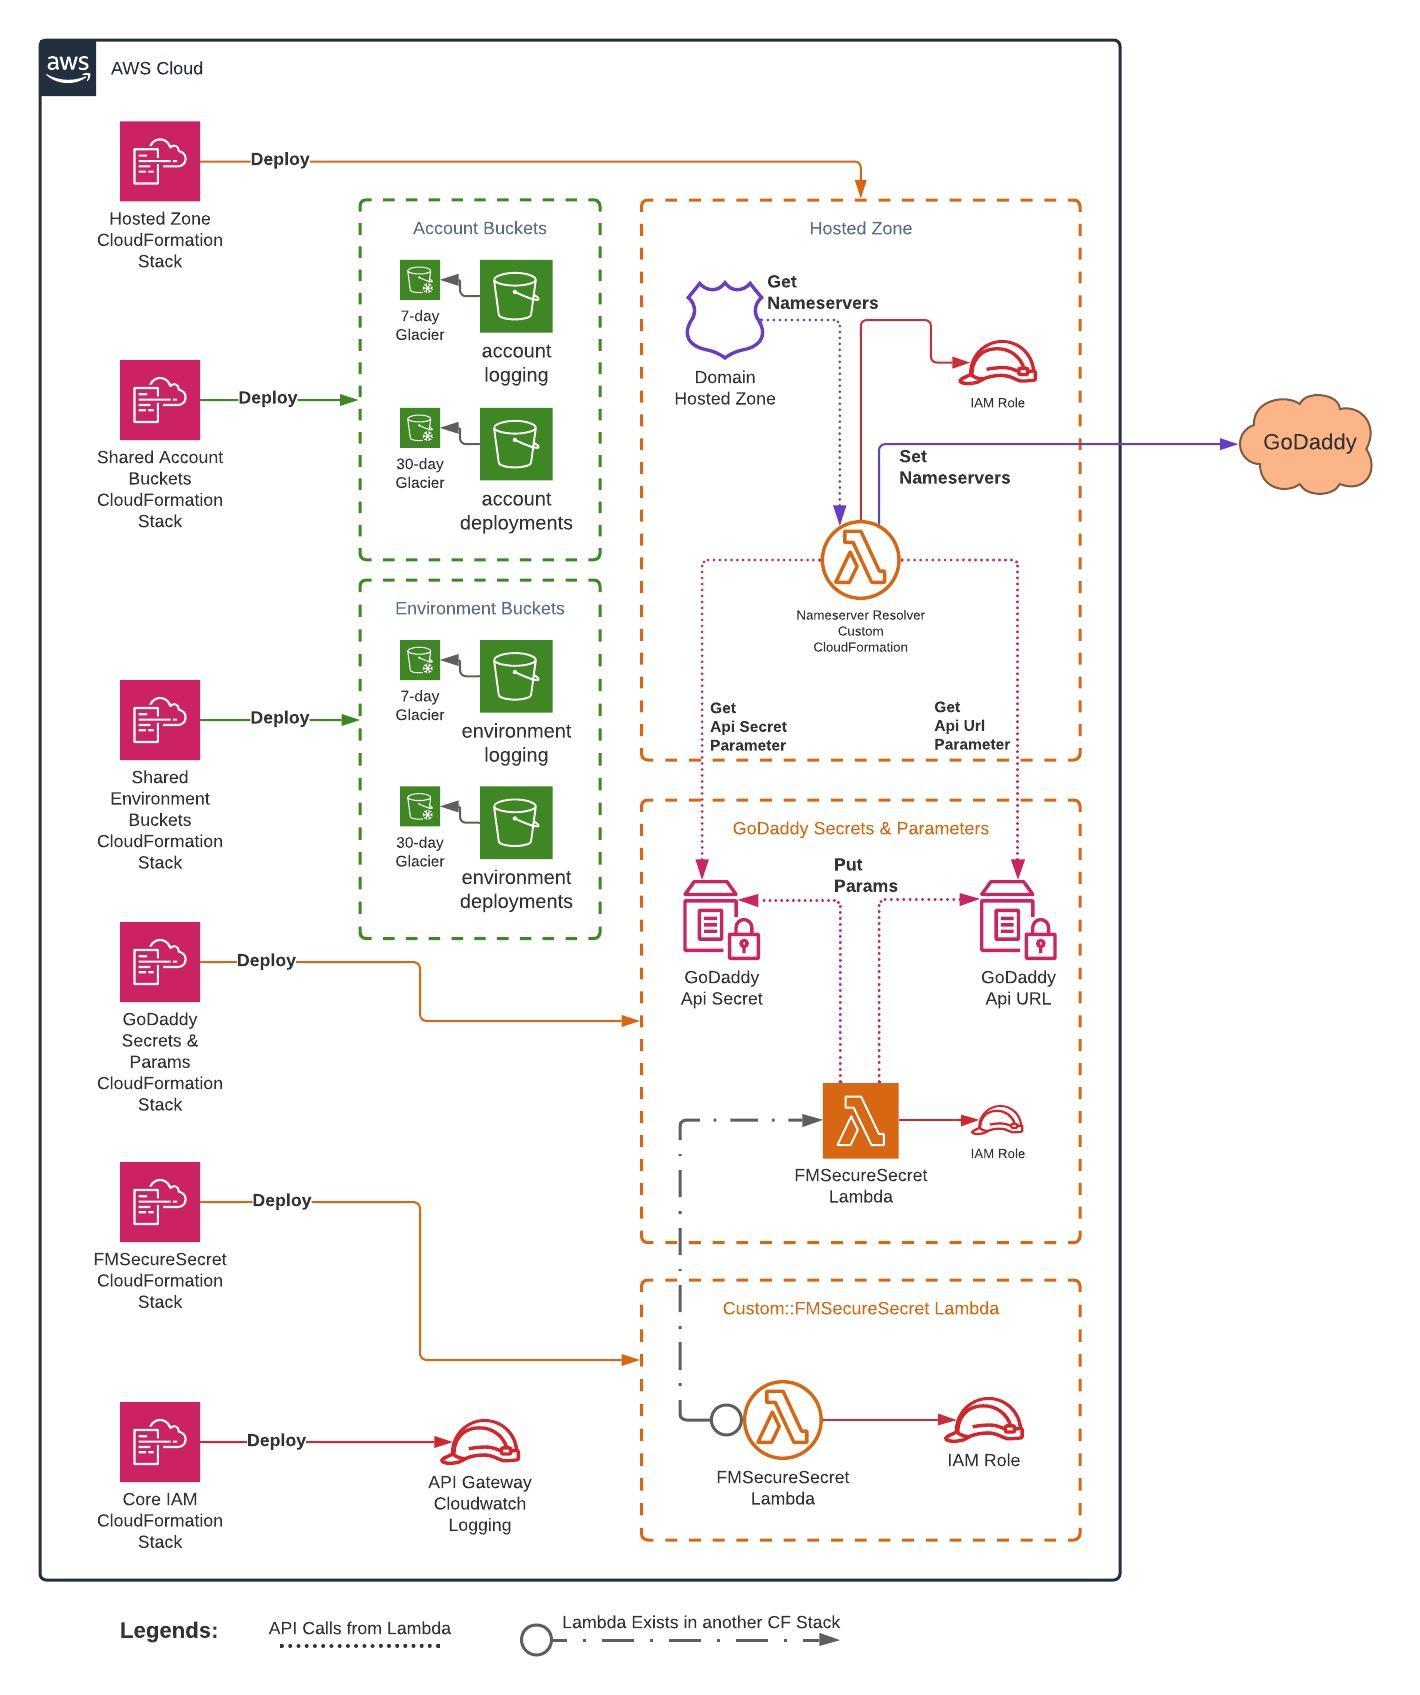 aws
AWS Cloud
Deploy
Hosted Zone
CloudFormation
Stack
Account Buckets
7-day
Glacier
account
logging
30-day
Glacier
account
deployments
Deploy
Shared Account
Buckets
CloudFormation
Stack
Environment Buckets
7-day
Glacier
environment
logging
30-day
Glacier
environment
deployments
Deploy
Shared
Environment
Buckets
CloudFormation
Stack
Hosted Zone
Get
Nameservers
Domain
Hosted Zone
IAM Role
Set
Nameservers
GoDaddy
Nameserver Resolver
Custom
CloudFormation
Get
Api Secret
Parameter
Get
Api Url
Parameter
GoDaddy Secrets & Parameters
Put
Params
GoDaddy
Api Secret
GoDaddy
Api URL
FMSecureSecret
Lambda
IAM Role
Deploy
GoDaddy
Secrets &
Params
CloudFormation
Stack
Deploy
FMSecureSecret
CloudFormation
Stack
Custom::FMSecureSecret Lambda
FMSecureSecret
Lambda
IAM Role
Deploy
Core IAM
CloudFormation
Stack
API Gateway
Cloudwatch
Logging
Legends:
API Calls from Lambda
Lambda Exists in another CF Stack